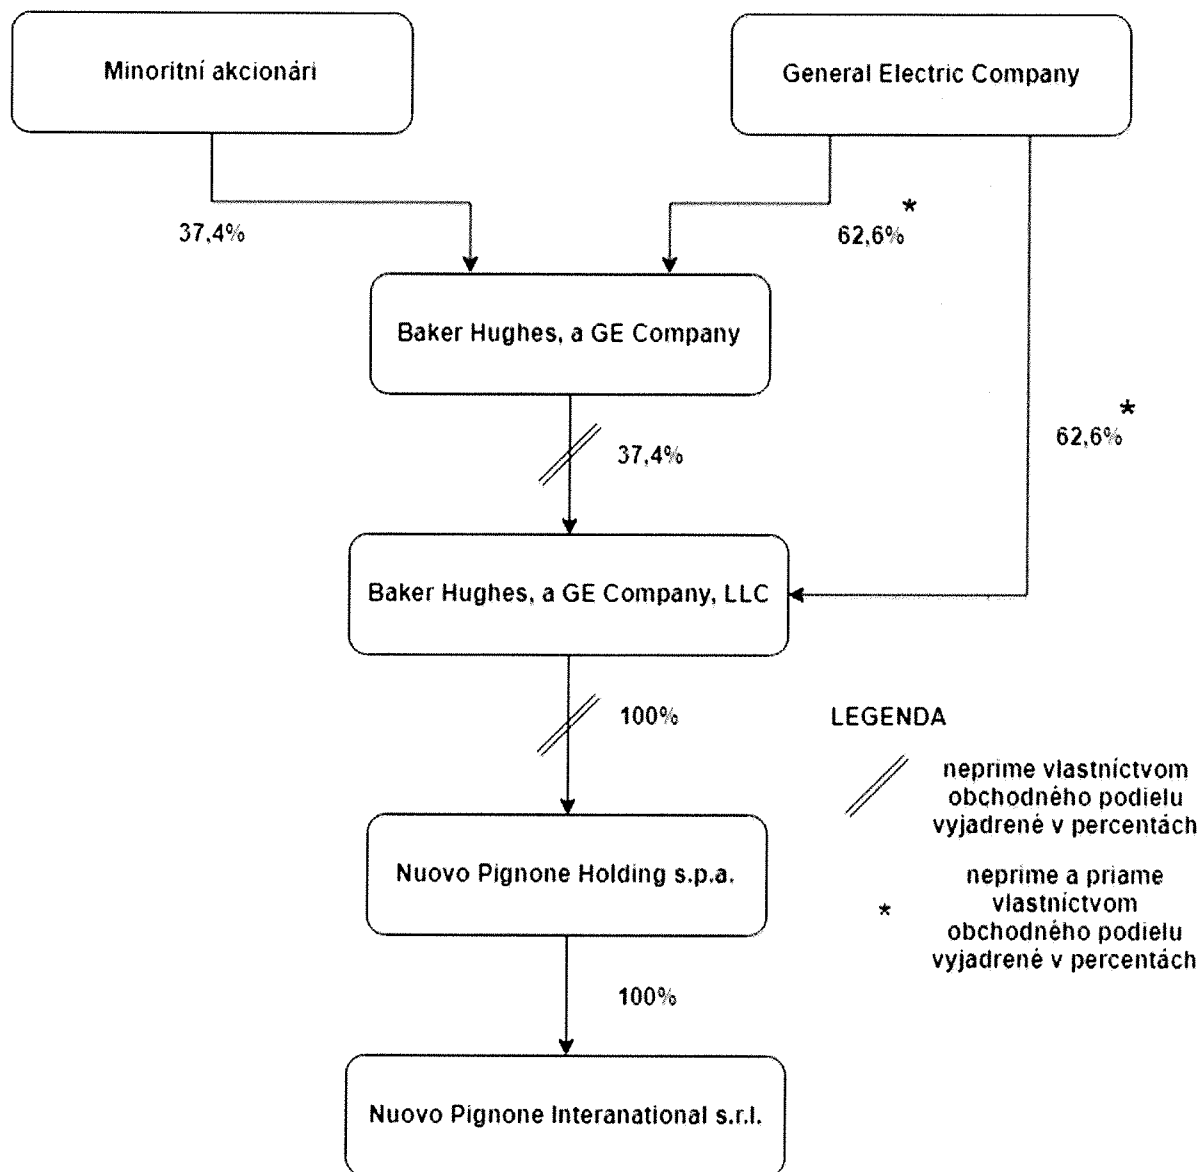 Minoritní akcionári
General Electric Company
37,4%
62,6%*
Baker Hughes, a GE Company
62,6%*
37,4%
Baker Hughes, a GE Company, LLC
100%
LEGENDA
neprime vlastníctvom
obchodného podielu
vyjadrené v percentách
Nuovo Pignone Holding s.p.a.
* neprime a priame
vlastníctvom
obchodného podielu
vyjadrené v percentách
100%
Nuovo Pignone Interanational s.r.l.